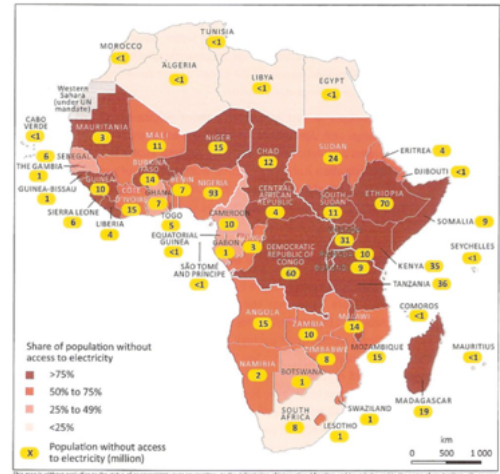 TUNISIA
<1
MOROCCO
<1
ALGERIA
<1
LIBYA
<1
EGYPT
<1
Western
Sahara
(under UN
mandate)
CABO
VERDE
<1
MAURITANIA
3
MALI
11
NIGER
15
CHAD
12
SUDAN
24
ERITREA 4
DJIBOUTI <1
6
SENEGAL
THE GAMBIA
1
GUINEA-BISSAU
1
GUINEA
10
SIERRA LEONE
6
LIBERIA
4
CÔTE
D'IVOIRE
15
BURKINA
FASO
14
GHANA
7
TOGO
5
BENIN
7
NIGERIA
93
CAMEROON
10
CENTRAL
AFRICAN
REPUBLIC
4
SOUTH
SUDAN
11
ETHIOPIA
70
SOMALIA
9
EQUATORIAL
GUINEA
<1
SÃO TOMÉ
AND PRÍNCIPE
<1
GABON
1
3
DEMOCRATIC
REPUBLIC OF
CONGO
60
31
10
9
KENYA 35
TANZANIA
36
SEYCHELLES
<1
COMOROS
<1
ANGOLA
15
ZAMBIA
10
MALAWI
14
MOZAMBIQUE
15
ZIMBABWE
8
NAMIBIA
2
BOTSWANA
1
MAURITIUS
<1
MADAGASCAR
19
SOUTH
AFRICA
8
SWAZILAND
1
LESOTHO
1
Share of population without
access to electricity
>75%
50% to 75%
25% to 49%
<25%
X Population without access
to electricity (million)
km
0 1 000